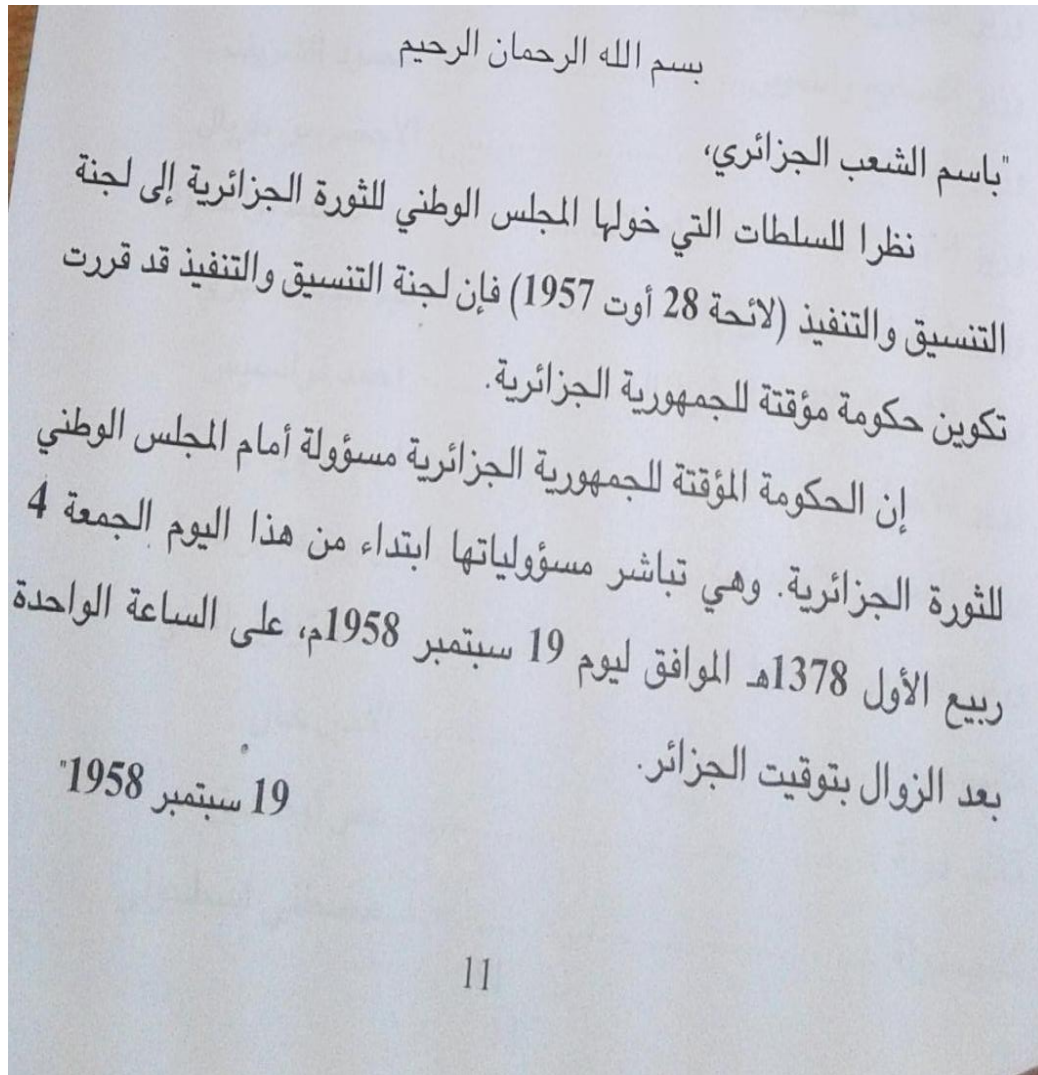 بسم الله الرحمان الرحيم
"باسم الشعب الجزائري،
نظرا للسلطات التي خولها المجلس الوطني للثورة الجزائرية إلى لجنة
التنسيق والتنفيذ (لائحة 28 أوت 1957) فإن لجنة التنسيق والتنفيذ قد قررت
تكوين حكومة مؤقتة للجمهورية الجزائرية.
إن الحكومة المؤقتة للجمهورية الجزائرية مسؤولة أمام المجلس الوطني
للثورة الجزائرية. وهي تباشر مسؤولياتها ابتداء من هذا اليوم الجمعة 4
ربيع الأول 1378هـ الموافق ليوم 19 سبتمبر 1958م، على الساعة الواحدة
بعد الزوال بتوقيت الجزائر.
19 سبتمبر 1958"
11